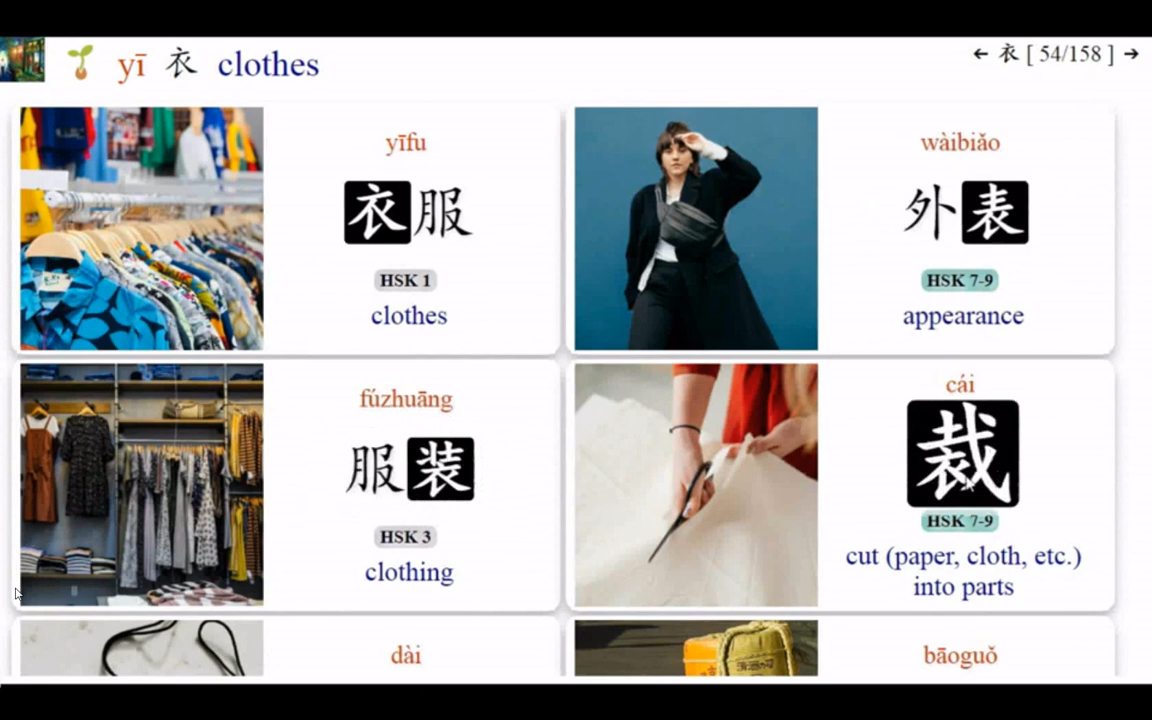 yī 衣 clothes
← 衣 [ 54/158 ] →
yīfu
衣服
HSK 1
clothes
wàibiǎo
外表
HSK 7-9
appearance
fúzhuāng
服装
HSK 3
clothing
cái
裁
HSK 7-9
cut (paper, cloth, etc.)
into parts
dài
bāoguǒ